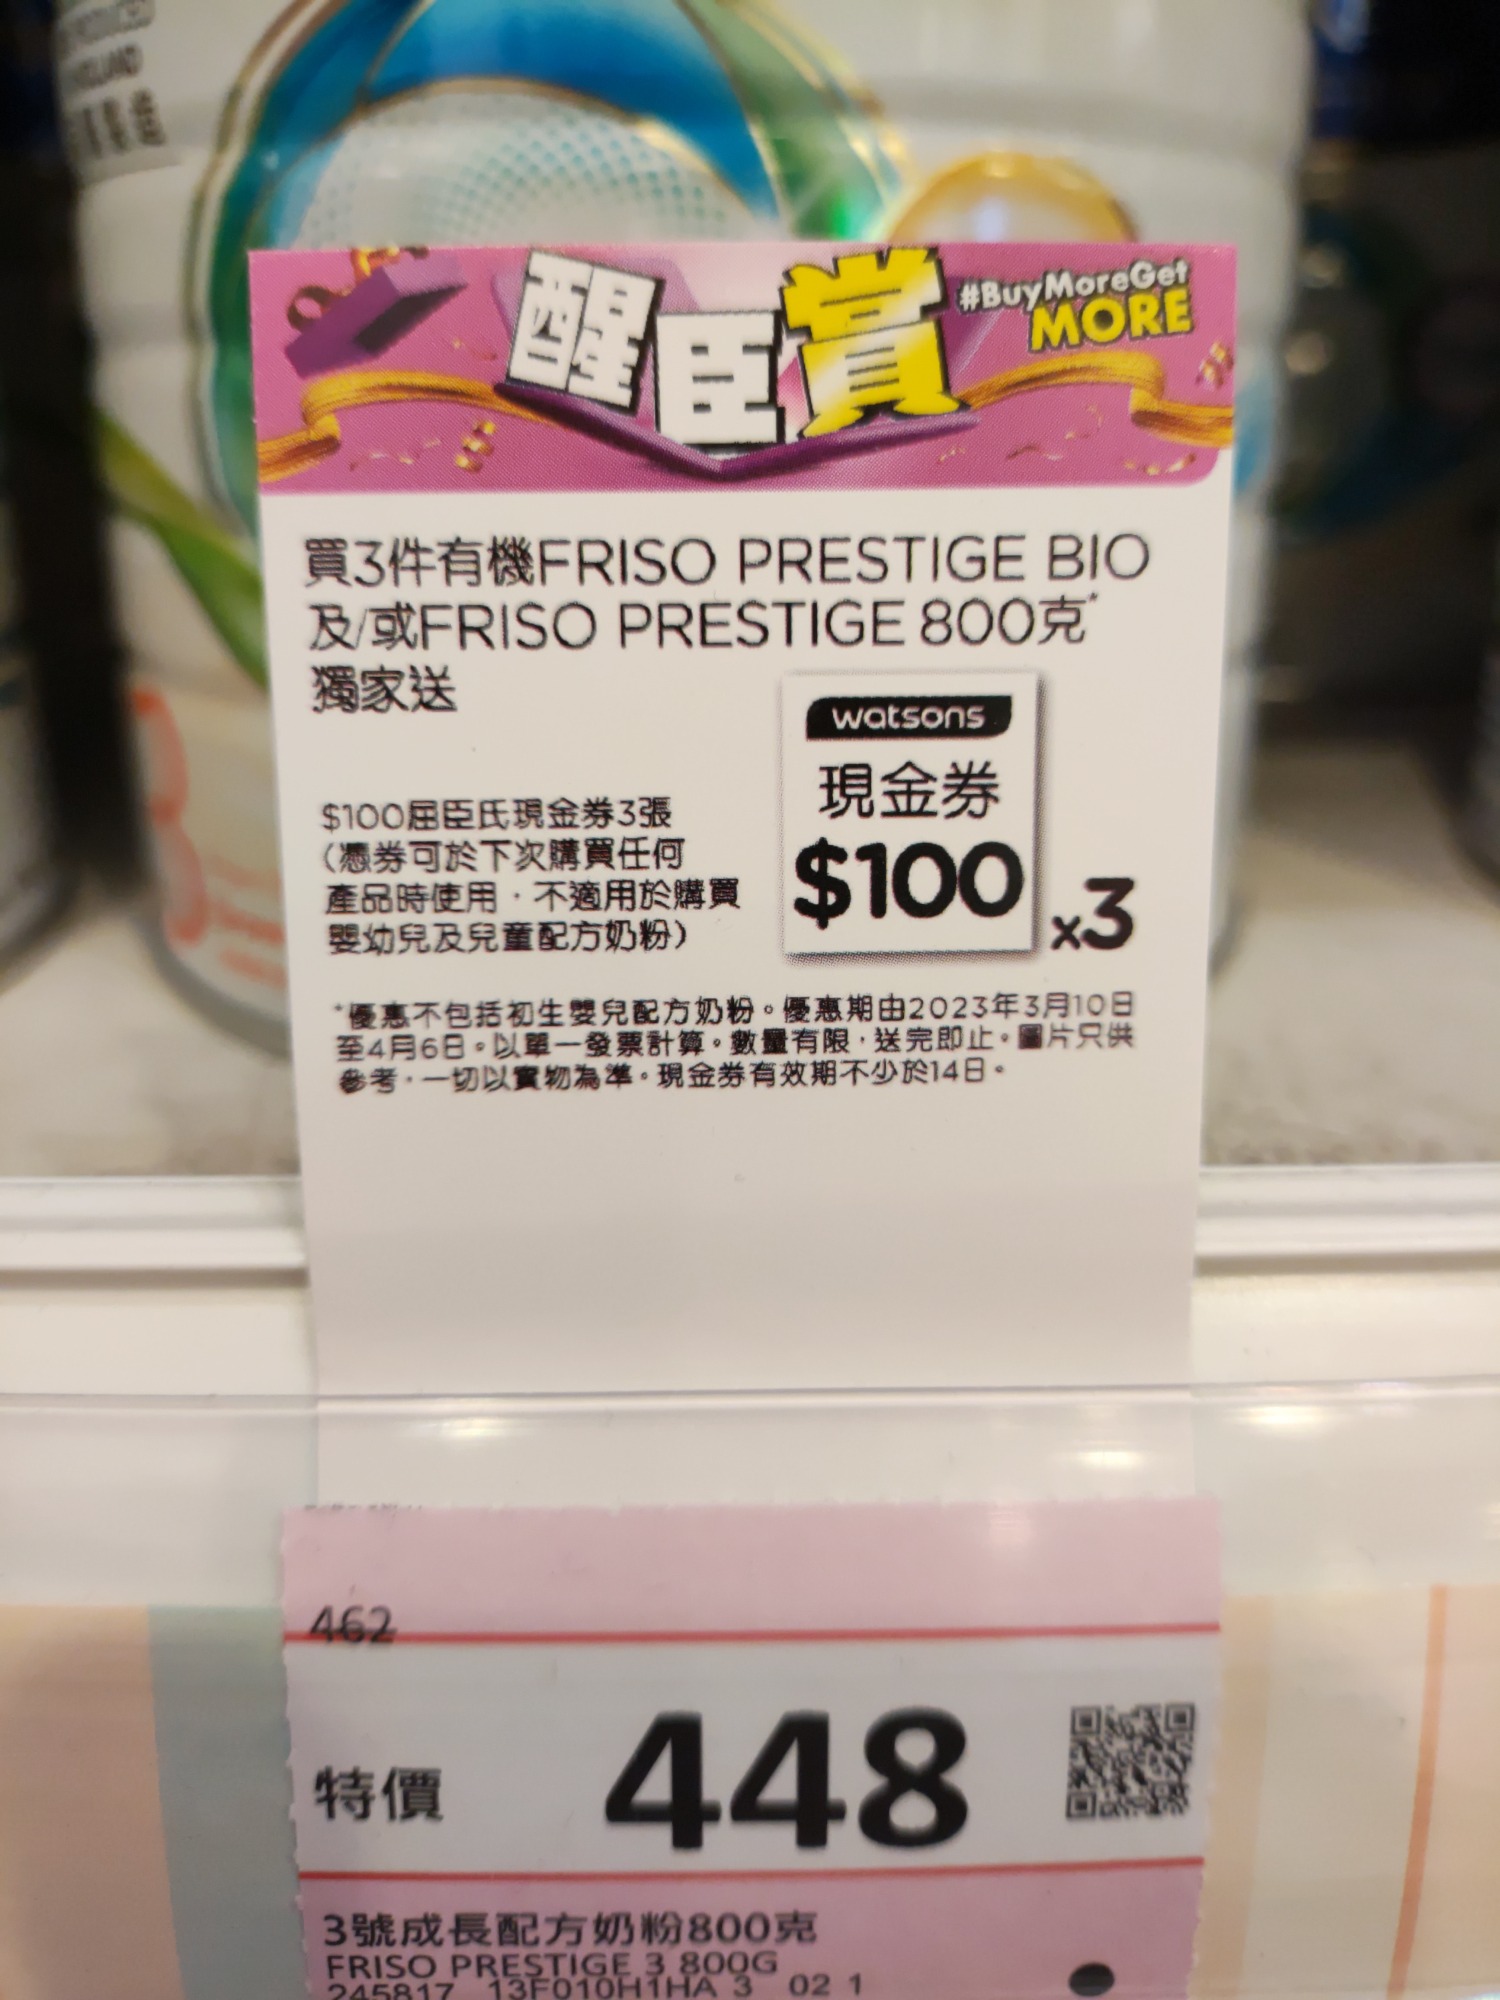 HOLLAND
醒臣賞
#BuyMoreGet
MORE
買3件有機FRISO PRESTIGE BIO
及/或FRISO PRESTIGE 800克*
獨家送
watsons
現金券
$100
x3
$100屈臣氏現金券3張
(憑券可於下次購買任何
產品時使用,不適用於購買
嬰幼兒及兒童配方奶粉)
*優惠不包括初生嬰兒配方奶粉。優惠期由2023年3月10日
至4月6日。以單一發票計算。數量有限,送完即止。圖片只供
參考,一切以實物為準。現金券有效期不少於14日。
462
特價
448
3號成長配方奶粉800克
FRISO PRESTIGE 3 800G
245817 13F010H1HA 3 02 1